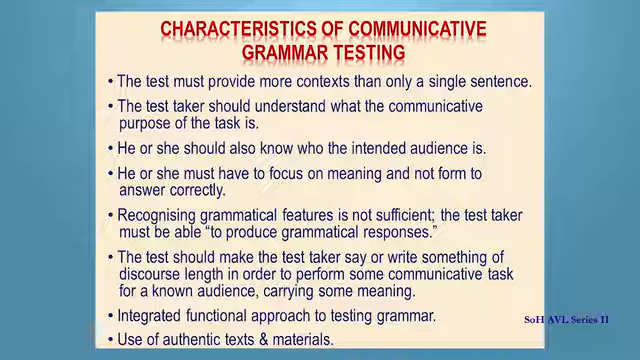 CHARACTERISTICS OF COMMUNICATIVE
GRAMMAR TESTING
• The test must provide more contexts than only a single sentence.
• The test taker should understand what the communicative
purpose of the task is.
• He or she should also know who the intended audience is.
• He or she must have to focus on meaning and not form to
answer correctly.
• Recognising grammatical features is not sufficient; the test taker
must be able “to produce grammatical responses.”
• The test should make the test taker say or write something of
discourse length in order to perform some communicative task
for a known audience, carrying some meaning.
• Integrated functional approach to testing grammar.
SoH AVL Series II
• Use of authentic texts & materials.